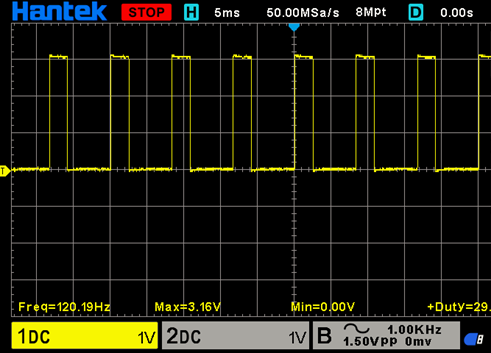 Hantek STOP H 5ms 50.00MSa/s 8Mpt D 0.00s
T
Freq=120.19Hz Max=3.16V Min=0.00V +Duty=29.
1DC 1V 2DC 1V B 1.00KHz
1.50VPP 0mv 8